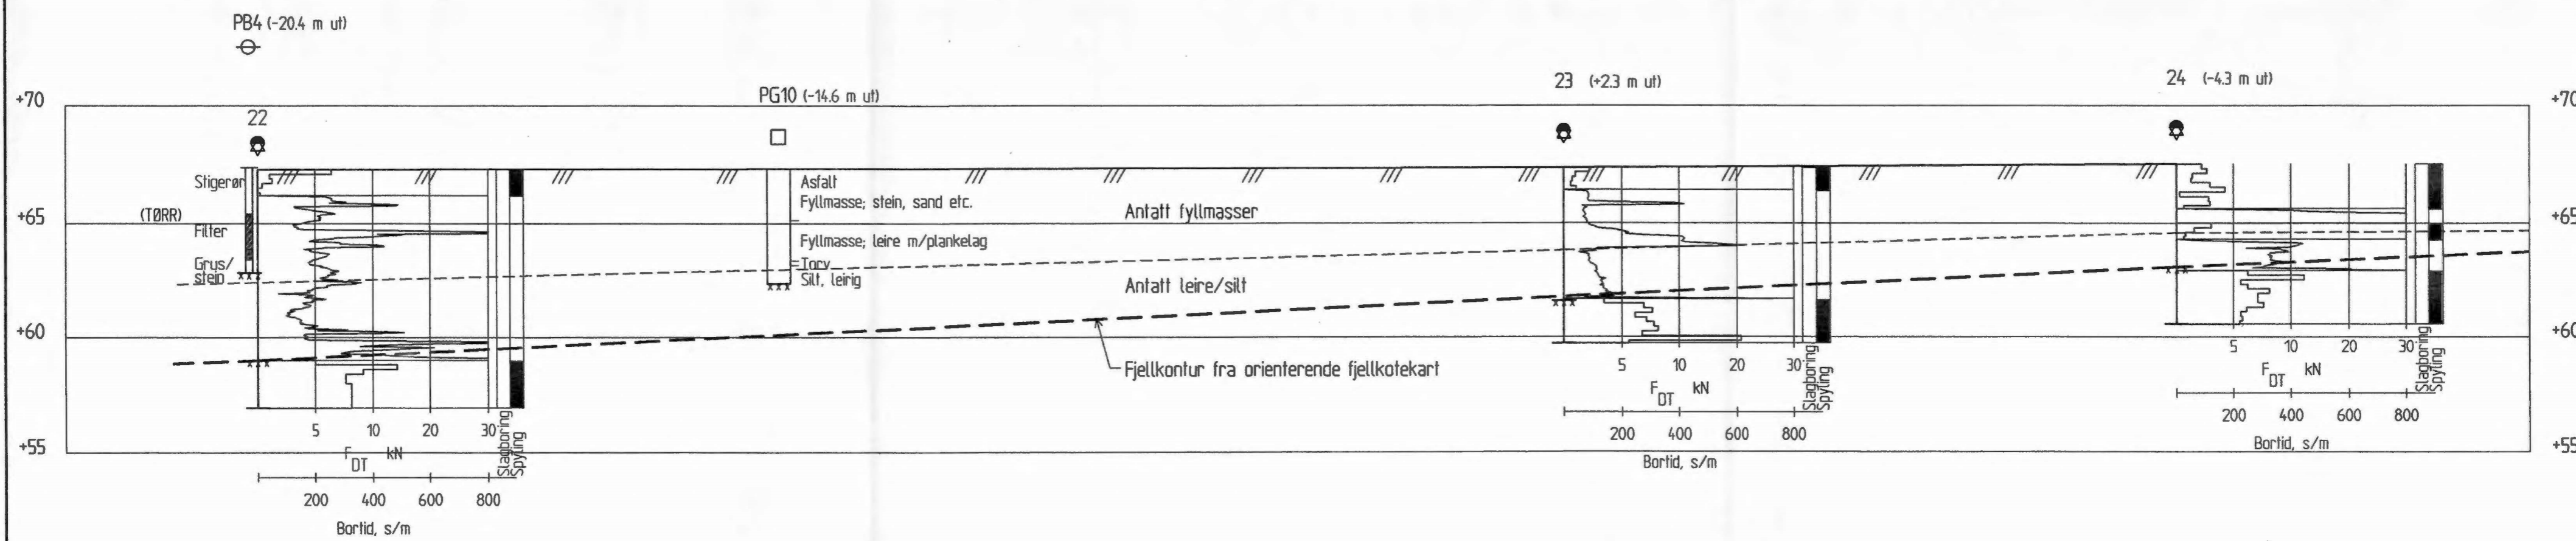 PB4 (-20.4 m ut)
PG10 (-14.6 m ut)
23 (+2.3 m ut)
24 (-4.3 m ut)
+70
+70
22
Stigerør
Asfalt
Fyllmasse; stein, sand etc.
Antatt fyllmasser
(TØRR)
+65
+65
Filter
Fyllmasse; leire m/plankelag
Grus/
stein
Torv
Silt, leirig
Antatt leire/silt
+60
+60
Fjellkontur fra orienterende fjellkotekart
5 10 20 30
F DT kN
Slagboring
Spyling
200 400 600 800
Bortid, s/m
5 10 20 30
F DT kN
Slagboring
Spyling
200 400 600 800
Bortid, s/m
5 10 20 30
F DT kN
Slagboring
Spyling
200 400 600 800
Bortid, s/m
+55
+55